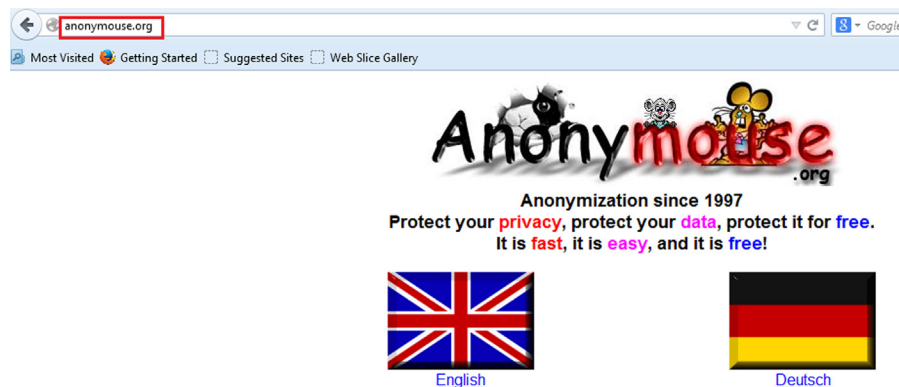 anonymouse.org
8 Google
Most Visited Getting Started Suggested Sites Web Slice Gallery
Anonymouse
.org
Anonymization since 1997
Protect your privacy, protect your data, protect it for free.
It is fast, it is easy, and it is free!
English Deutsch